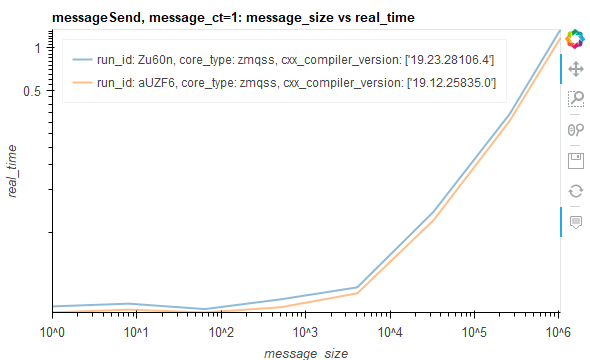 messageSend, message_ct=1: message_size vs real_time
run_id: Zu60n, core_type: zmqss, cxx_compiler_version: ['19.23.28106.4']
run_id: aUZF6, core_type: zmqss, cxx_compiler_version: ['19.12.25835.0']
1
0.5
real_time
10^0 10^1 10^2 10^3 10^4 10^5 10^6
message_size